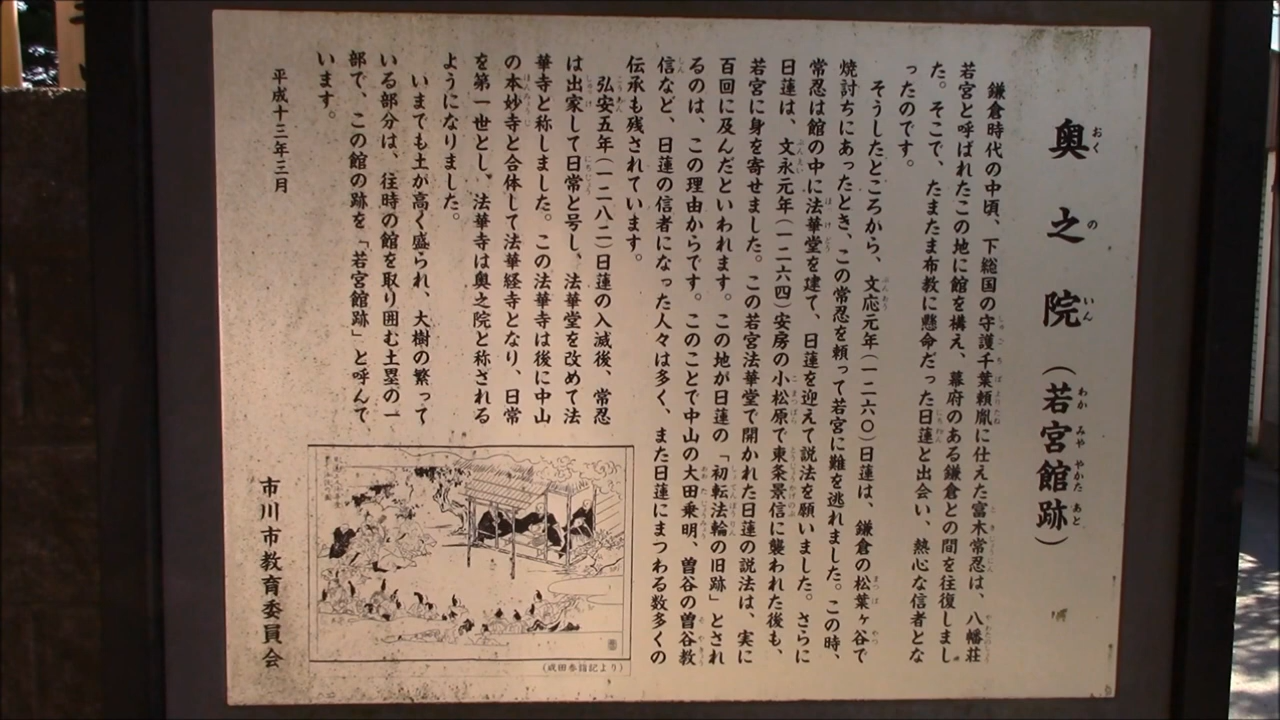 奥之院（若宮館跡）
鎌倉時代の中頃、下総国の守護千葉頼胤に仕えた富木常忍は、八幡荘
若宮と呼ばれたこの地に館を構え、幕府のある鎌倉との間を往復しまし
た。そこで、たまたま布教に懸命だった日蓮と出会い、熱心な信者とな
ったのです。
そうしたところから、文応元年（一二六〇）日蓮は、鎌倉の松葉ヶ谷で
焼討ちにあったとき、この常忍を頼って若宮に難を逃れました。この時、
常忍は館の中に法華堂を建て、日蓮を迎えて説法を願いました。さらに
日蓮は、文永元年（一二六四）安房の小松原で東条景信に襲われた後も、
若宮に身を寄せました。この若宮法華堂で開かれた日蓮の説法は、実に
百回に及んだといわれます。この地が日蓮の「初転法輪の旧跡」とされ
るのは、この理由からです。このことで中山の大田乗明、曽谷の曽谷教
信など、日蓮の信者になった人々は多く、また日蓮にまつわる数多くの
伝承も残されています。
弘安五年（一二八二）日蓮の入滅後、常忍
は出家して日常と号し、法華堂を改めて法
華寺と称しました。この法華寺は後に中山
の本妙寺と合体して法華経寺となり、日常
を第一世とし、法華寺は奥之院と称される
ようになりました。
いまでも土が高く盛られ、大樹の繁って
いる部分は、往時の館を取り囲む土塁の一
部で、この館の跡を「若宮館跡」と呼んで
います。
平成十三年三月
市川市教育委員会
（成田参詣記より）